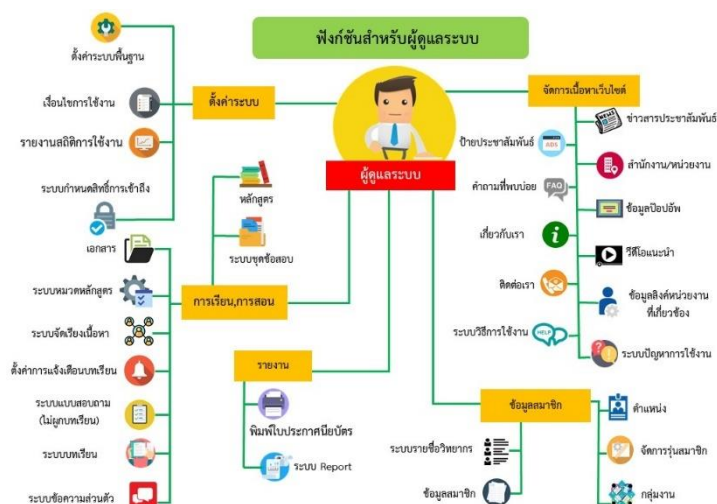 ฟังก์ชันสำหรับผู้ดูแลระบบ
ผู้ดูแลระบบ
ตั้งค่าระบบ
ตั้งค่าระบบพื้นฐาน
เงื่อนไขการใช้งาน
รายงานสถิติการใช้งาน
ระบบกำหนดสิทธิ์การเข้าถึง
จัดการเนื้อหาเว็บไซต์
NEWS
ข่าวสารประชาสัมพันธ์
ป้ายประชาสัมพันธ์
ADS
สำนักงาน/หน่วยงาน
คำถามที่พบบ่อย
FAQ
ข้อมูลป๊อปอัพ
เกี่ยวกับเรา
วีดีโอแนะนำ
ติดต่อเรา
ข้อมูลลิงค์หน่วยงาน
ที่เกี่ยวข้อง
ระบบวิธีการใช้งาน
HELP
ระบบปัญหาการใช้งาน
การเรียน,การสอน
หลักสูตร
ระบบชุดข้อสอบ
เอกสาร
ระบบหมวดหลักสูตร
ระบบจัดเรียงเนื้อหา
ตั้งค่าการแจ้งเตือนบทเรียน
ระบบแบบสอบถาม
(ไม่ผูกบทเรียน)
ระบบบทเรียน
ระบบข้อความส่วนตัว
รายงาน
พิมพ์ใบประกาศนียบัตร
ระบบ Report
ข้อมูลสมาชิก
ระบบรายชื่อวิทยากร
ข้อมูลสมาชิก
ตำแหน่ง
จัดการรุ่นสมาชิก
กลุ่มงาน